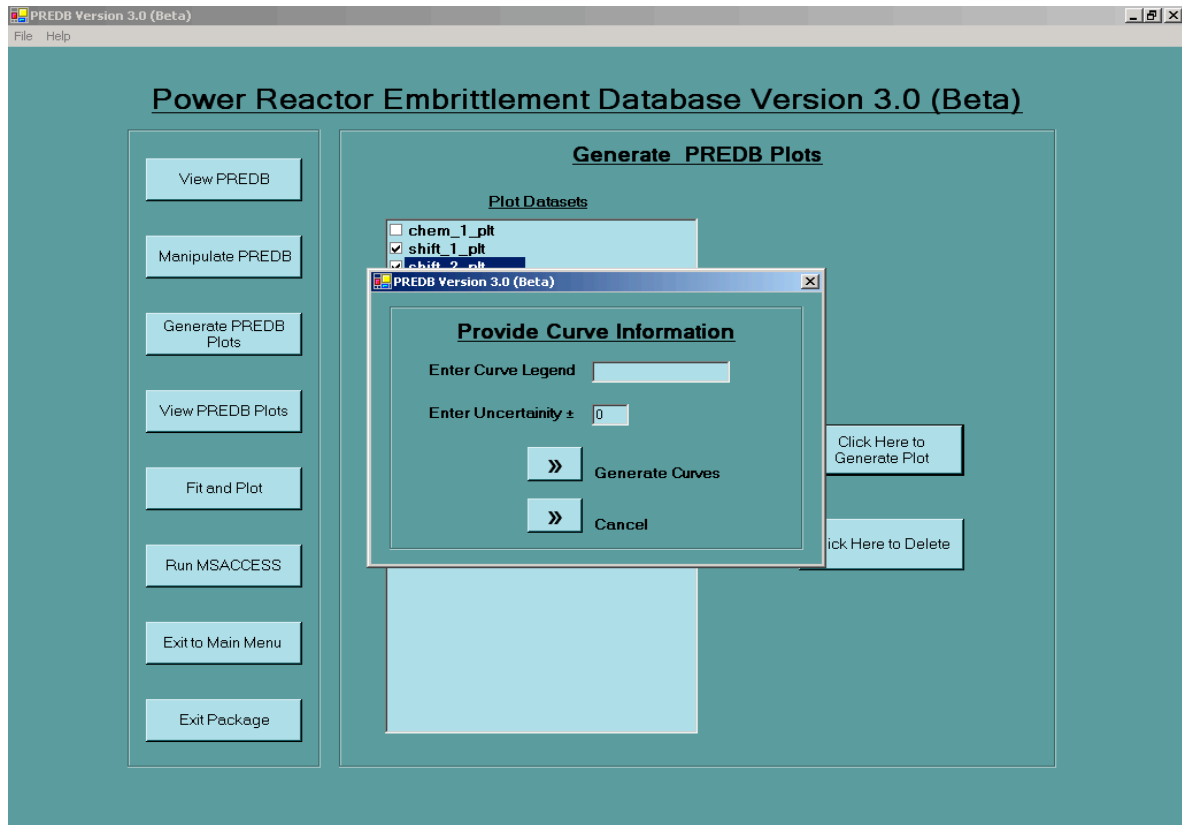 PREDB Version 3.0 (Beta)
File Help
Power Reactor Embrittlement Database Version 3.0 (Beta)
View PREDB
Manipulate PREDB
Generate PREDB
Plots
View PREDB Plots
Fit and Plot
Run MSACCESS
Exit to Main Menu
Exit Package
Generate PREDB Plots
Plot Datasets
chem_1_plt
shift_1_plt
shift_2_plt
PREDB Version 3.0 (Beta)
Provide Curve Information
Enter Curve Legend
Enter Uncertainity ± 0
» Generate Curves
» Cancel
Click Here to
Generate Plot
ick Here to Delete